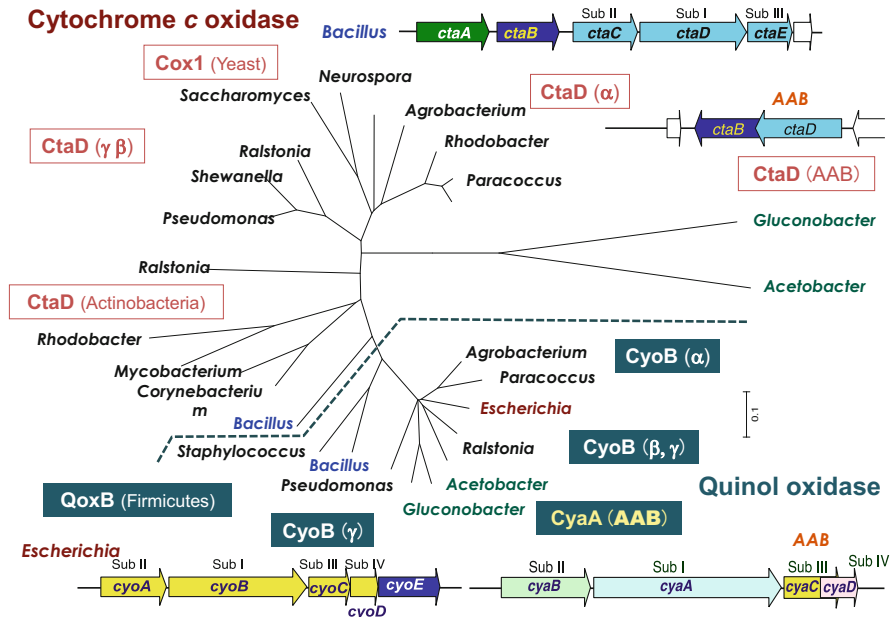 Cytochrome c oxidase
Bacillus
Sub II
Sub I
Sub III
ctaA
ctaB
ctaC
ctaD
ctaE
Cox1 (Yeast)
Neurospora
Saccharomyces
CtaD (α)
AAB
Agrobacterium
ctaB
ctaD
CtaD (γ β)
Ralstonia
Rhodobacter
Shewanella
Paracoccus
CtaD (AAB)
Pseudomonas
Gluconobacter
Ralstonia
Acetobacter
CtaD (Actinobacteria)
Rhodobacter
Agrobacterium
CyoB (α)
Mycobacterium
Paracoccus
Corynebacteriu
m
Escherichia
0.1
Bacillus
Staphylococcus
Ralstonia
CyoB (β, γ)
Bacillus
Pseudomonas
Acetobacter
Quinol oxidase
QoxB (Firmicutes)
Gluconobacter
CyoB (γ)
CyaA (AAB)
Escherichia
AAB
Sub II
Sub I
Sub III
Sub IV
Sub II
Sub I
Sub III
Sub IV
cyoA
cyoB
cyoC
cyoE
cyaB
cyaA
cyaC
cyaD
cyoD